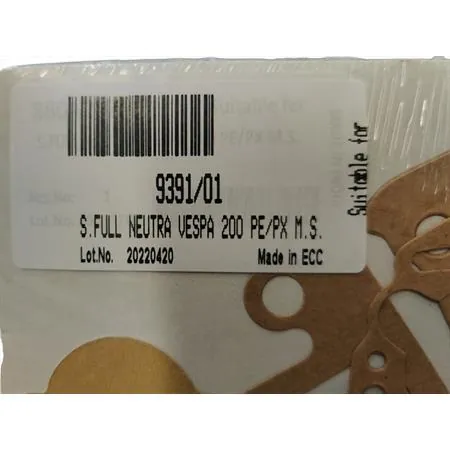 9391/01
S.FULL NEUTRA VESPA 200 PE/PX M.S.
Lot.No. 20220420 Made in ECC
Suitable for